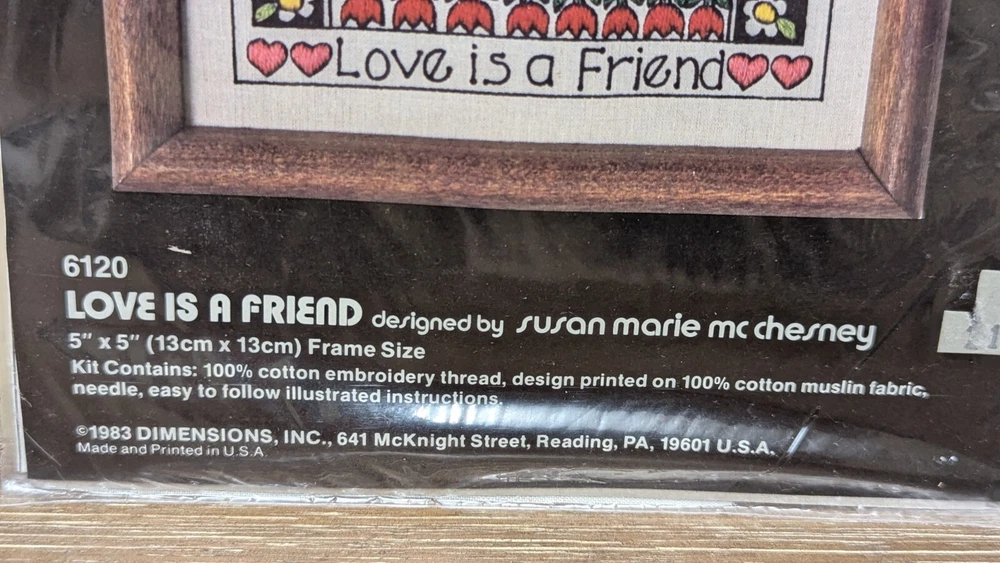 Love is a Friend
6120
LOVE IS A FRIEND designed by susan marie mc chesney
5" x 5" (13cm x 13cm) Frame Size
Kit Contains: 100% cotton embroidery thread, design printed on 100% cotton muslin fabric,
needle, easy to follow illustrated instructions.
©1983 DIMENSIONS, INC., 641 McKnight Street, Reading, PA, 19601 U.S.A.
Made and Printed in U.S.A.